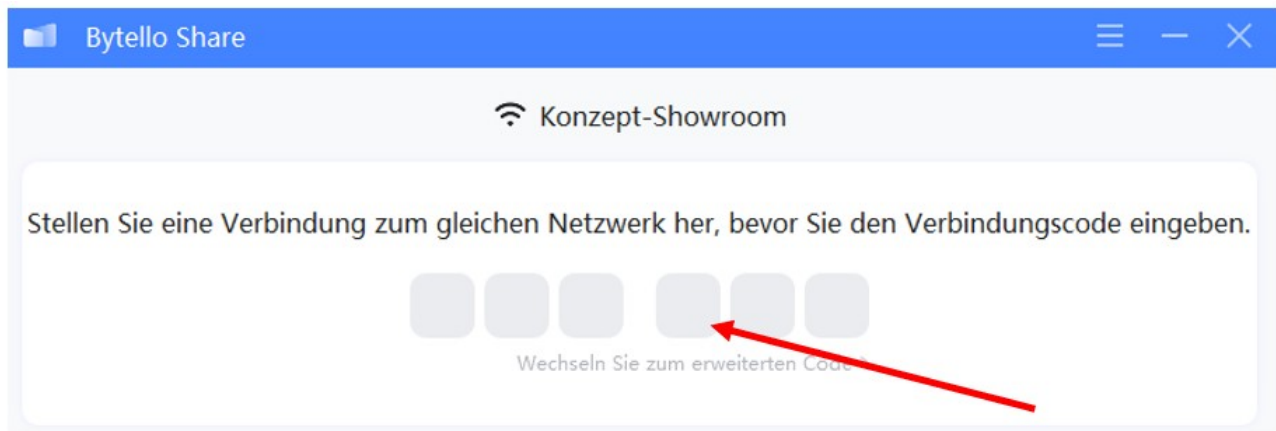 Bytello Share
Konzept-Showroom
Stellen Sie eine Verbindung zum gleichen Netzwerk her, bevor Sie den Verbindungscode eingeben.
Wechseln Sie zum erweiterten Code >